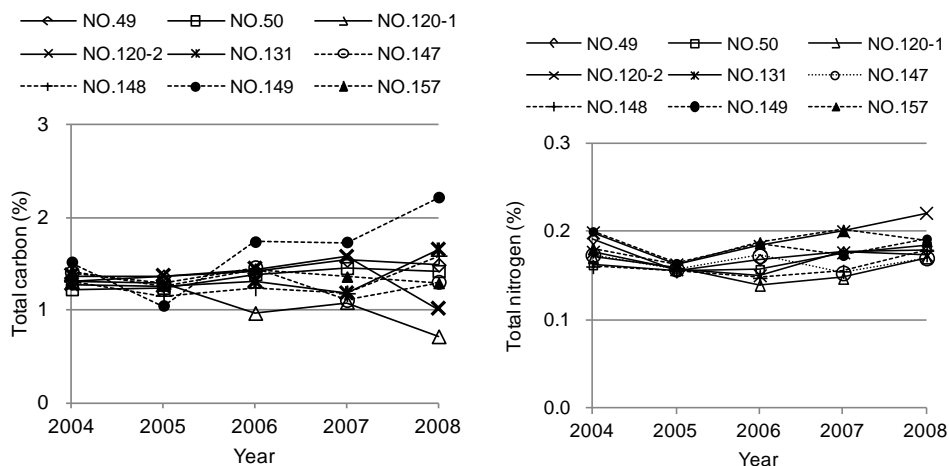 NO.49 NO.50 NO.120-1
NO.120-2 NO.131 NO.147
NO.148 NO.149 NO.157
3
2
1
0
Total carbon (%)
2004 2005 2006 2007 2008
Year
NO.49 NO.50 NO.120-1
NO.120-2 NO.131 NO.147
NO.148 NO.149 NO.157
0.3
0.2
0.1
0.0
Total nitrogen (%)
2004 2005 2006 2007 2008
Year